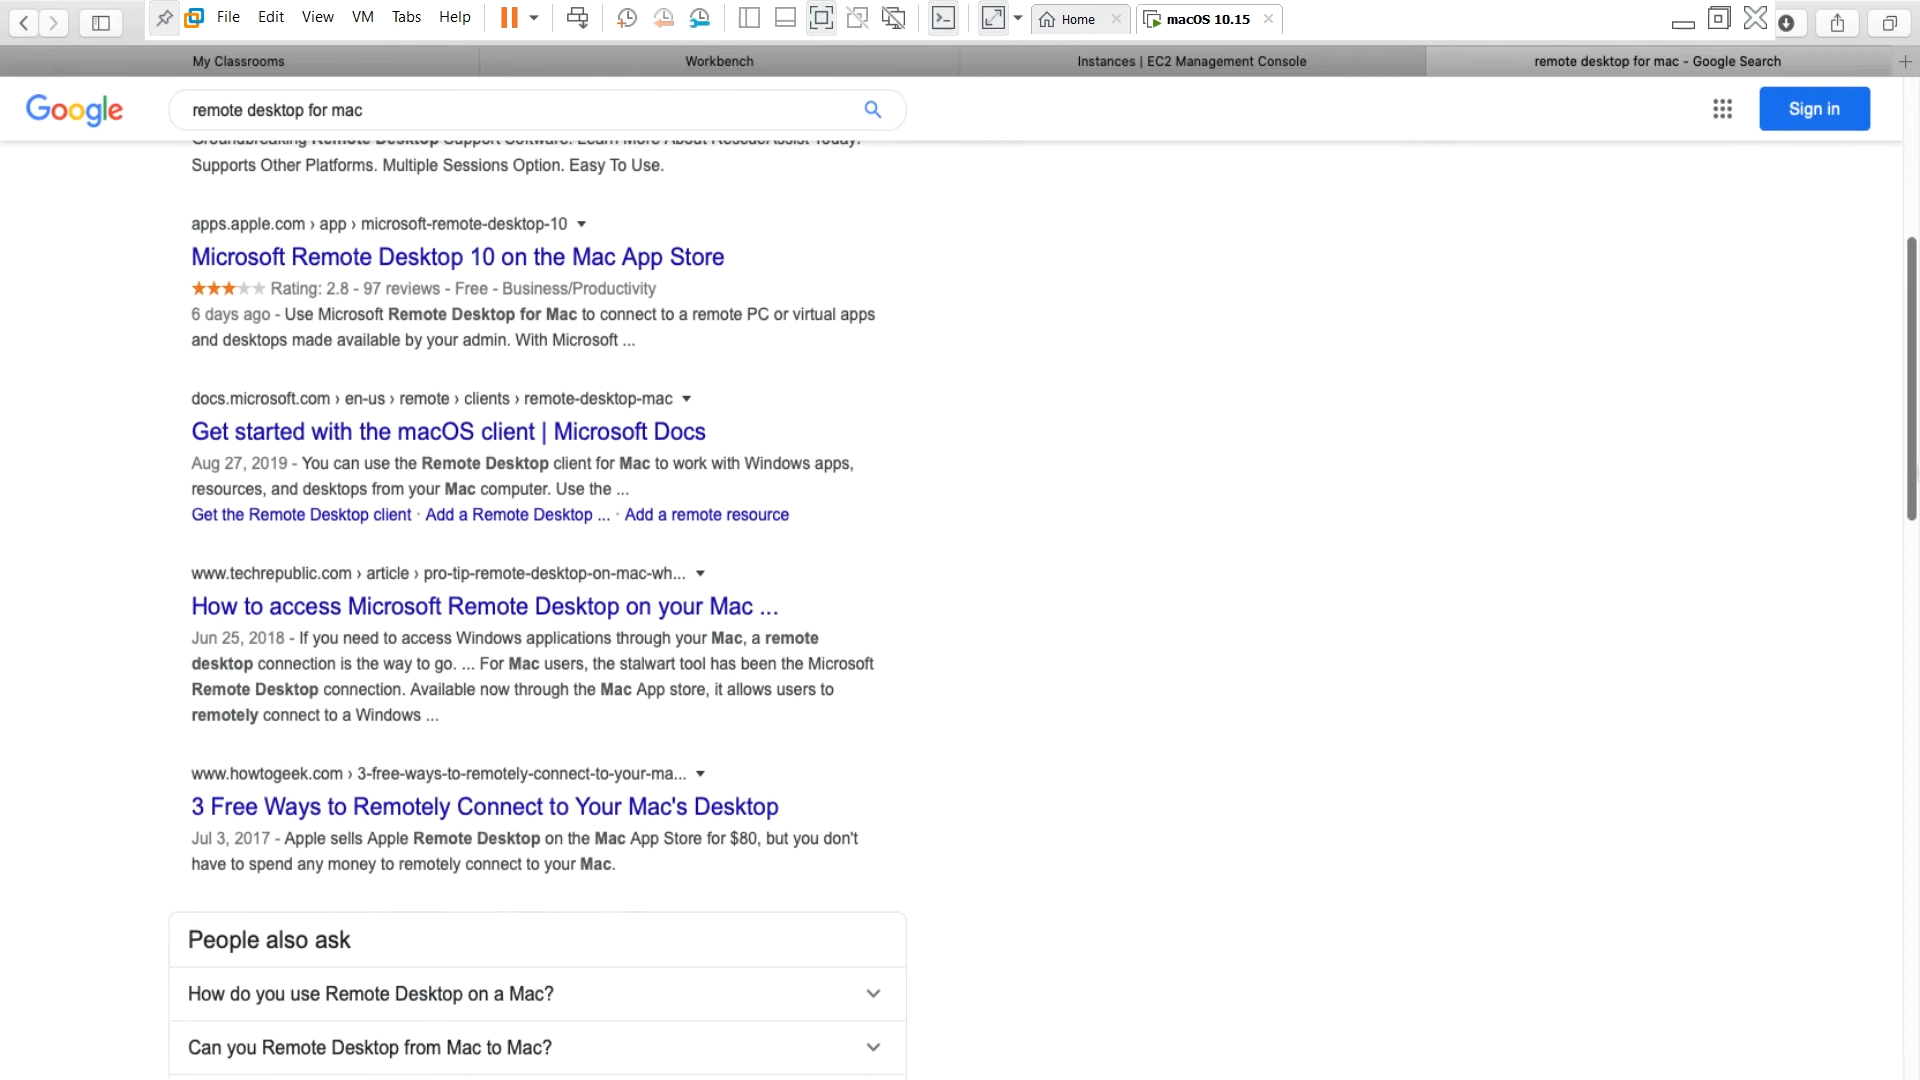 File Edit View VM Tabs Help Home macOS 10.15
My Classrooms Workbench Instances | EC2 Management Console remote desktop for mac - Google Search
Google remote desktop for mac Sign in
Groundbreaking Remote Desktop Support Software. Learn More About RescueAssist Today!
Supports Other Platforms. Multiple Sessions Option. Easy To Use.
apps.apple.com › app › microsoft-remote-desktop-10
Microsoft Remote Desktop 10 on the Mac App Store
Rating: 2.8 - 97 reviews - Free - Business/Productivity
6 days ago - Use Microsoft Remote Desktop for Mac to connect to a remote PC or virtual apps
and desktops made available by your admin. With Microsoft ...
docs.microsoft.com › en-us › remote › clients › remote-desktop-mac
Get started with the macOS client | Microsoft Docs
Aug 27, 2019 - You can use the Remote Desktop client for Mac to work with Windows apps,
resources, and desktops from your Mac computer. Use the ...
Get the Remote Desktop client · Add a Remote Desktop ... · Add a remote resource
www.techrepublic.com › article › pro-tip-remote-desktop-on-mac-wh...
How to access Microsoft Remote Desktop on your Mac ...
Jun 25, 2018 - If you need to access Windows applications through your Mac, a remote
desktop connection is the way to go. ... For Mac users, the stalwart tool has been the Microsoft
Remote Desktop connection. Available now through the Mac App store, it allows users to
remotely connect to a Windows ...
www.howtogeek.com › 3-free-ways-to-remotely-connect-to-your-ma...
3 Free Ways to Remotely Connect to Your Mac's Desktop
Jul 3, 2017 - Apple sells Apple Remote Desktop on the Mac App Store for $80, but you don't
have to spend any money to remotely connect to your Mac.
People also ask
How do you use Remote Desktop on a Mac?
Can you Remote Desktop from Mac to Mac?